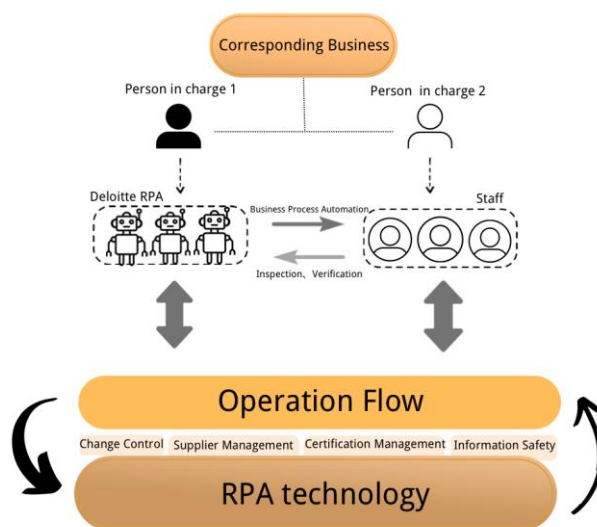 Corresponding Business
Person in charge 1
Person in charge 2
Deloitte RPA
Staff
Business Process Automation
Inspection、Verification
Operation Flow
Change Control
Supplier Management
Certification Management
Information Safety
RPA technology